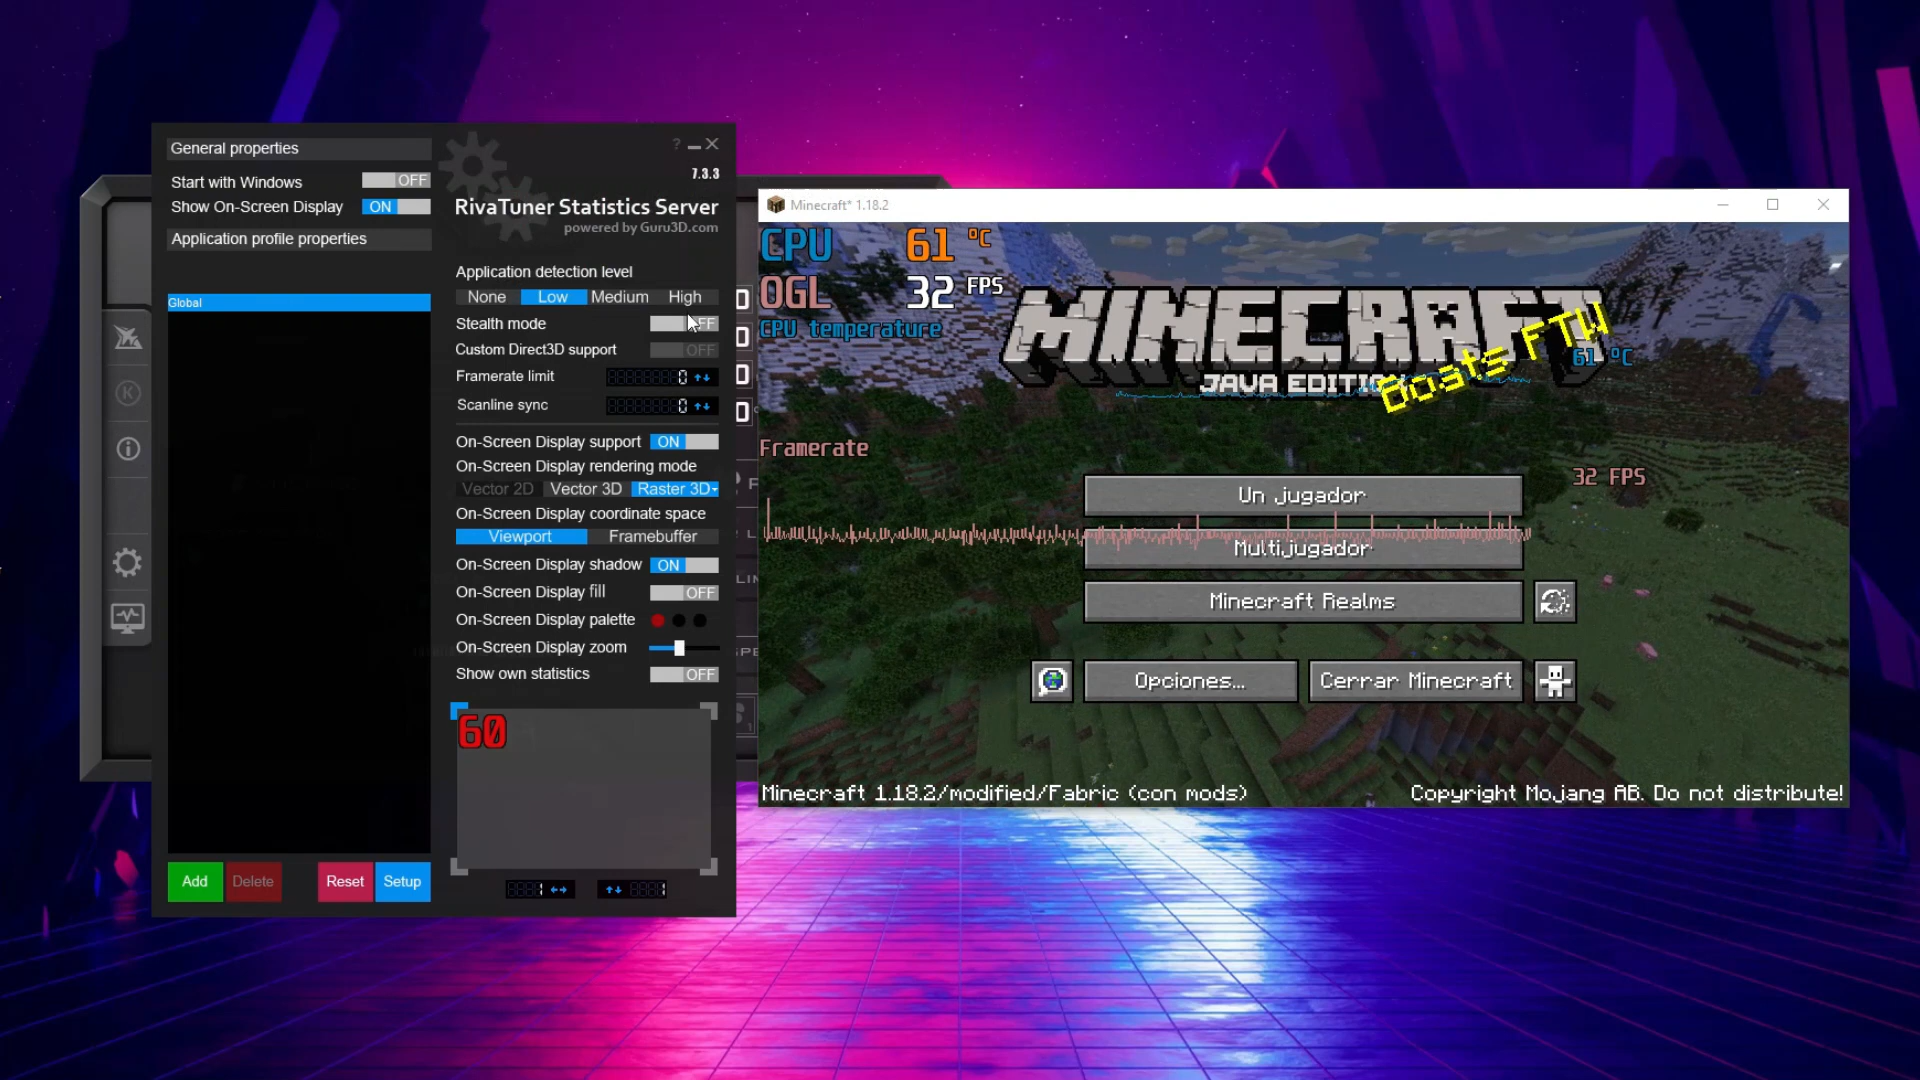 General properties
Start with Windows OFF
Show On-Screen Display ON
Application profile properties
Global
Add Delete Reset Setup
? 
7.3.3
RivaTuner Statistics Server
powered by Guru3D.com
Application detection level
None Low Medium High
Stealth mode
Custom Direct3D support OFF
Framerate limit 0
Scanline sync 0
On-Screen Display support ON
On-Screen Display rendering mode
Vector 2D Vector 3D Raster 3D
On-Screen Display coordinate space
Viewport Framebuffer
On-Screen Display shadow ON
On-Screen Display fill OFF
On-Screen Display palette
On-Screen Display zoom
Show own statistics OFF
60
1 1
K
Minecraft* 1.18.2
CPU 61 °C
OGL 32 FPS
CPU temperature
MINECRAFT
JAVA EDITION
Boats FTW
61 °C
Framerate
32 FPS
Un jugador
Multijugador
Minecraft Realms
Opciones... Cerrar Minecraft
Minecraft 1.18.2/modified/Fabric (con mods)
Copyright Mojang AB. Do not distribute!